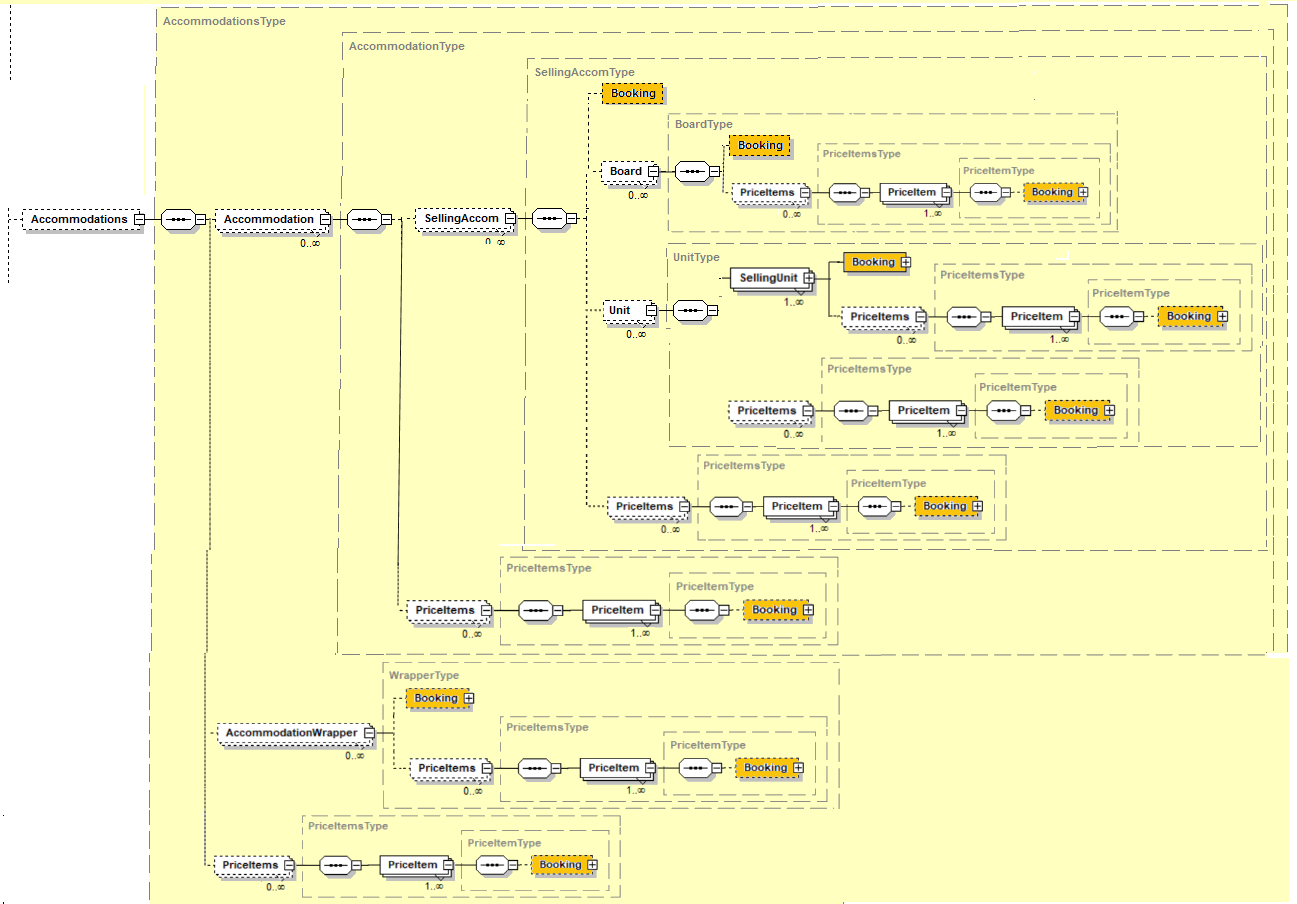 AccommodationsType
AccommodationType
SellingAccomType
Booking
BoardType
Booking
PriceItemsType
PriceItemType
Board
0..∞
PriceItems
0..∞
PriceItem
1..∞
Booking
Accommodations
Accommodation
0..∞
SellingAccom
0..∞
UnitType
SellingUnit
1..∞
Booking
PriceItemsType
PriceItemType
Unit
0..∞
PriceItems
0..∞
PriceItem
1..∞
Booking
PriceItemsType
PriceItemType
PriceItems
0..∞
PriceItem
1..∞
Booking
PriceItemsType
PriceItemType
PriceItems
0..∞
PriceItem
1..∞
Booking
PriceItemsType
PriceItemType
PriceItems
0..∞
PriceItem
1..∞
Booking
WrapperType
Booking
AccommodationWrapper
0..∞
PriceItemsType
PriceItemType
PriceItems
0..∞
PriceItem
1..∞
Booking
PriceItemsType
PriceItemType
PriceItems
0..∞
PriceItem
1..∞
Booking